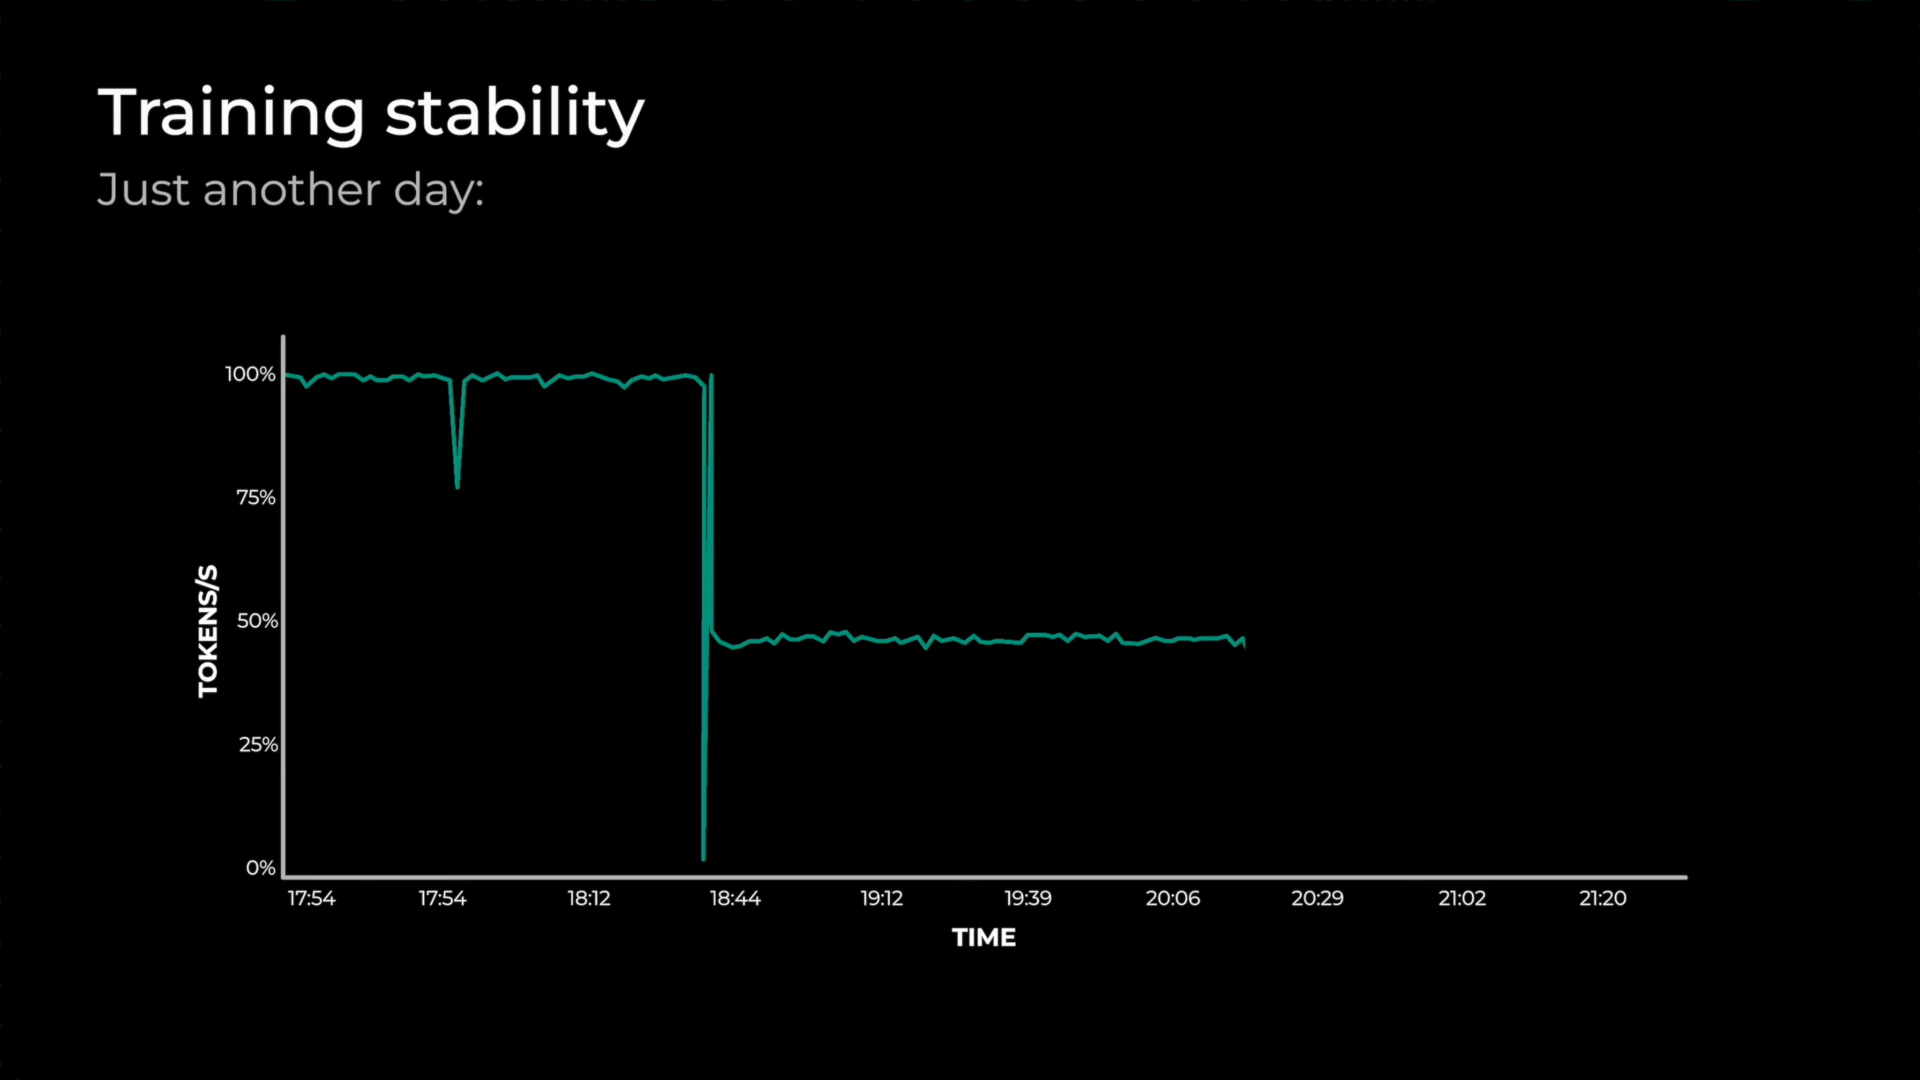 Training stability
Just another day:
100%
75%
50%
25%
0%
TOKENS/S
17:54 17:54 18:12 18:44 19:12 19:39 20:06 20:29 21:02 21:20
TIME